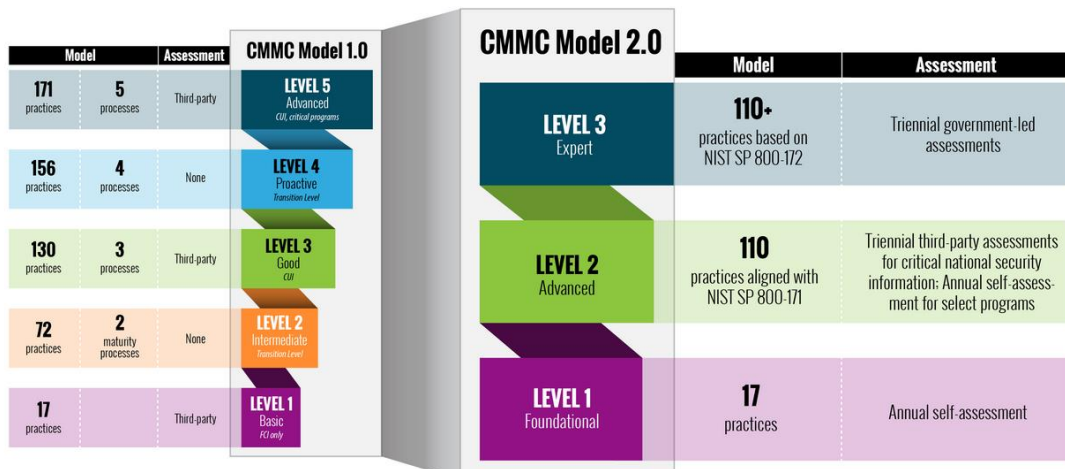 CMMC Model 1.0
Model
Assessment
171
practices
5
processes
Third-party
LEVEL 5
Advanced
CUI, critical programs
156
practices
4
processes
None
LEVEL 4
Proactive
Transition Level
130
practices
3
processes
Third-party
LEVEL 3
Good
CUI
72
practices
2
maturity
processes
None
LEVEL 2
Intermediate
Transition Level
17
practices
Third-party
LEVEL 1
Basic
FCI only
CMMC Model 2.0
Model
Assessment
LEVEL 3
Expert
110+
practices based on
NIST SP 800-172
Triennial government-led
assessments
LEVEL 2
Advanced
110
practices aligned with
NIST SP 800-171
Triennial third-party assessments
for critical national security
information; Annual self-assess-
ment for select programs
LEVEL 1
Foundational
17
practices
Annual self-assessment